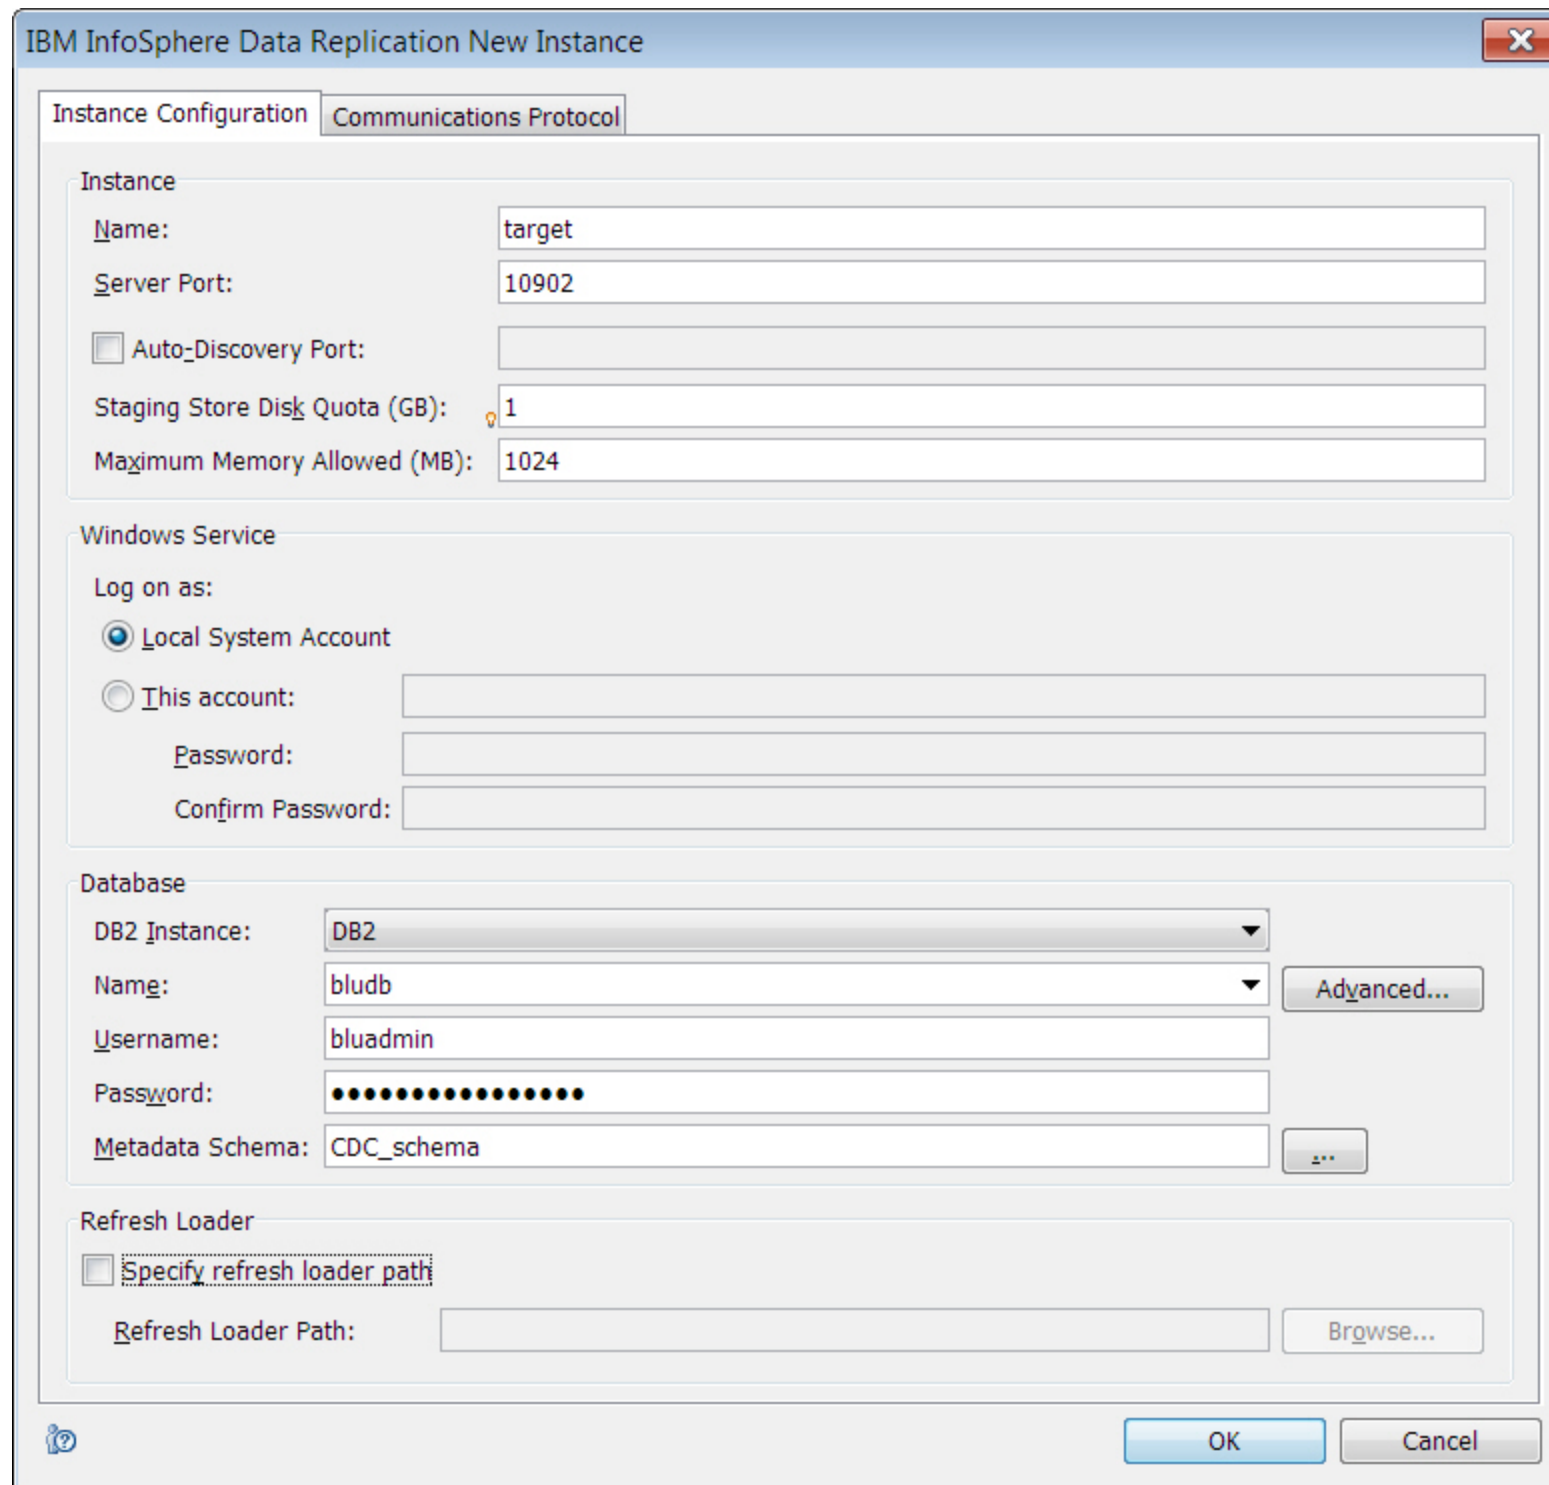 IBM InfoSphere Data Replication New Instance
Instance Configuration Communications Protocol
Instance
Name: target
Server Port: 10902
Auto-Discovery Port:
Staging Store Disk Quota (GB): 1
Maximum Memory Allowed (MB): 1024
Windows Service
Log on as:
Local System Account
This account:
Password:
Confirm Password:
Database
DB2 Instance: DB2
Name: bludb Advanced...
Username: bluadmin
Password: ●●●●●●●●●●●●●●●●
Metadata Schema: CDC_schema ...
Refresh Loader
Specify refresh loader path
Refresh Loader Path: Browse...
OK Cancel